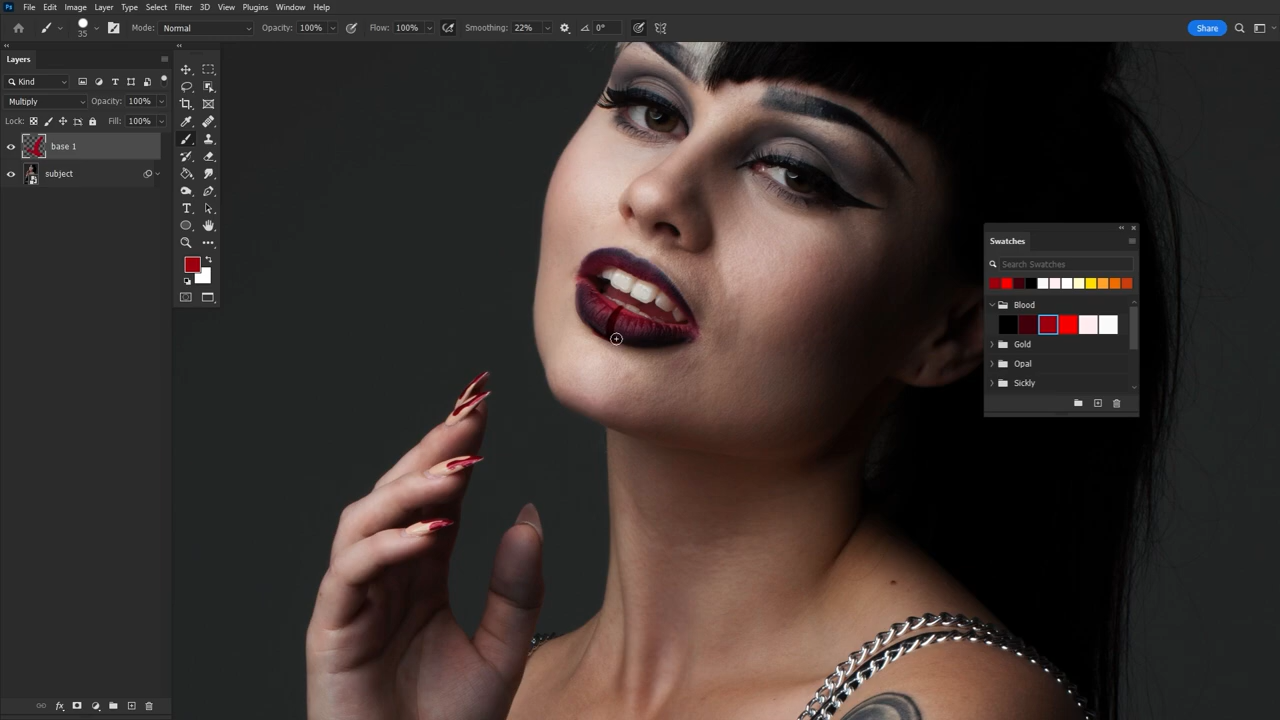 Ps File Edit Image Layer Type Select Filter 3D View Plugins Window Help
35 Mode: Normal Opacity: 100% Flow: 100% Smoothing: 22% 0° Share
Layers
Kind
Multiply Opacity: 100%
Lock: Fill: 100%
base 1
subject
Swatches
Search Swatches
Blood
Gold
Opal
Sickly